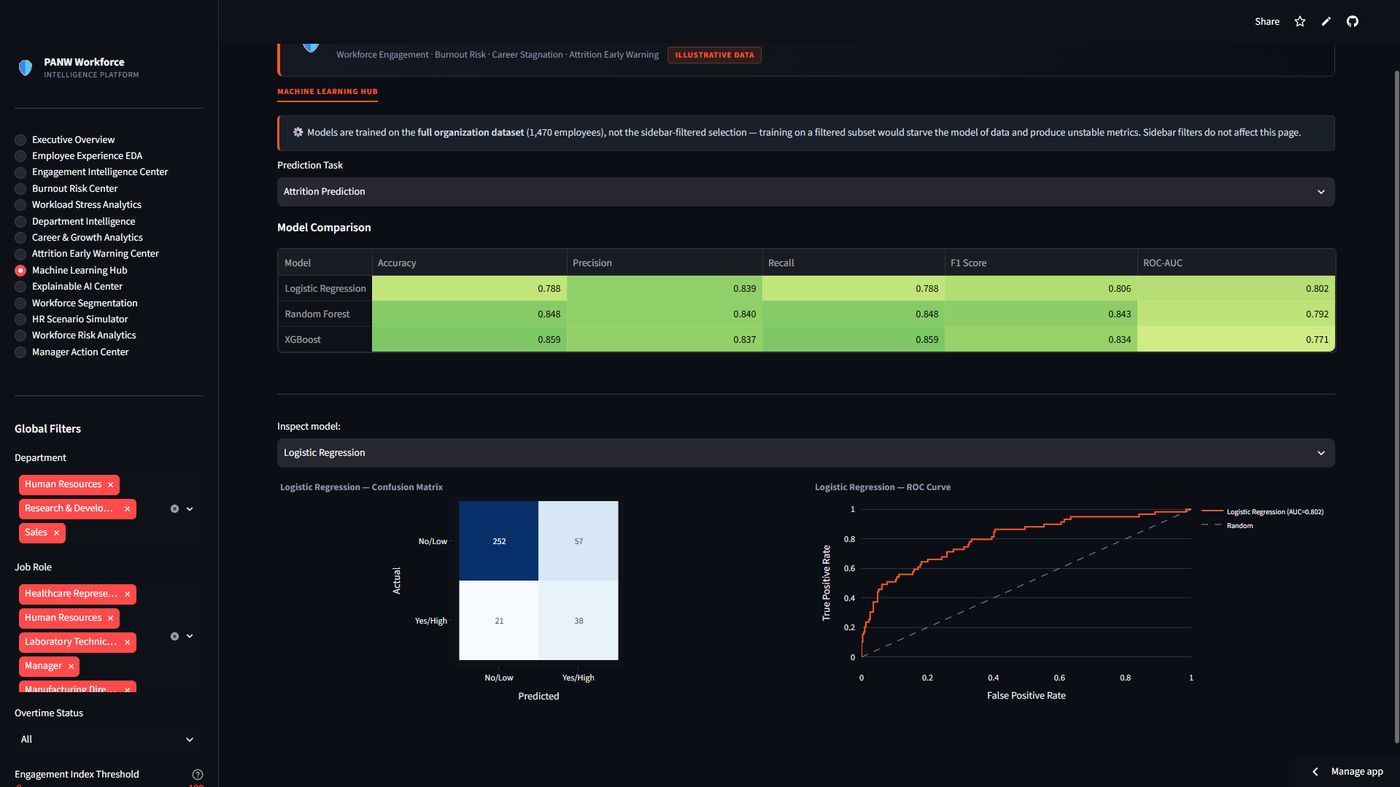 Share
PANW Workforce
INTELLIGENCE PLATFORM
Executive Overview
Employee Experience EDA
Engagement Intelligence Center
Burnout Risk Center
Workload Stress Analytics
Department Intelligence
Career & Growth Analytics
Attrition Early Warning Center
Machine Learning Hub
Explainable AI Center
Workforce Segmentation
HR Scenario Simulator
Workforce Risk Analytics
Manager Action Center
Global Filters
Department
Human Resources ×
Research & Develo... ×
Sales ×
Job Role
Healthcare Represe... ×
Human Resources ×
Laboratory Technic... ×
Manager ×
Manufacturing Dire... ×
Overtime Status
All
Engagement Index Threshold
Workforce Engagement · Burnout Risk · Career Stagnation · Attrition Early Warning ILLUSTRATIVE DATA
MACHINE LEARNING HUB
Models are trained on the full organization dataset (1,470 employees), not the sidebar-filtered selection — training on a filtered subset would starve the model of data and produce unstable metrics. Sidebar filters do not affect this page.
Prediction Task
Attrition Prediction
Model Comparison
Model Accuracy Precision Recall F1 Score ROC-AUC
Logistic Regression 0.788 0.839 0.788 0.806 0.802
Random Forest 0.848 0.840 0.848 0.843 0.792
XGBoost 0.859 0.837 0.859 0.834 0.771
Inspect model:
Logistic Regression
Logistic Regression — Confusion Matrix
No/Low 252 57
Actual
Yes/High 21 38
No/Low Yes/High
Predicted
Logistic Regression — ROC Curve
1
0.8
0.6
0.4
0.2
0
True Positive Rate
0 0.2 0.4 0.6 0.8 1
False Positive Rate
Logistic Regression (AUC=0.802)
Random
Manage app